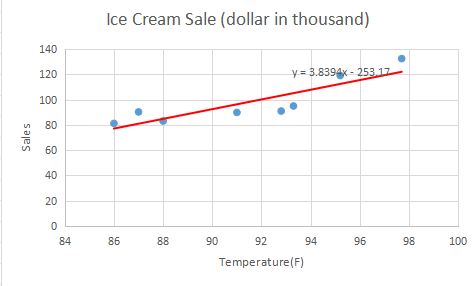 Ice Cream Sale (dollar in thousand)
140
120
100
80
60
40
20
0
Sales
y = 3.8394x - 253.17
84 86 88 90 92 94 96 98 100
Temperature(F)